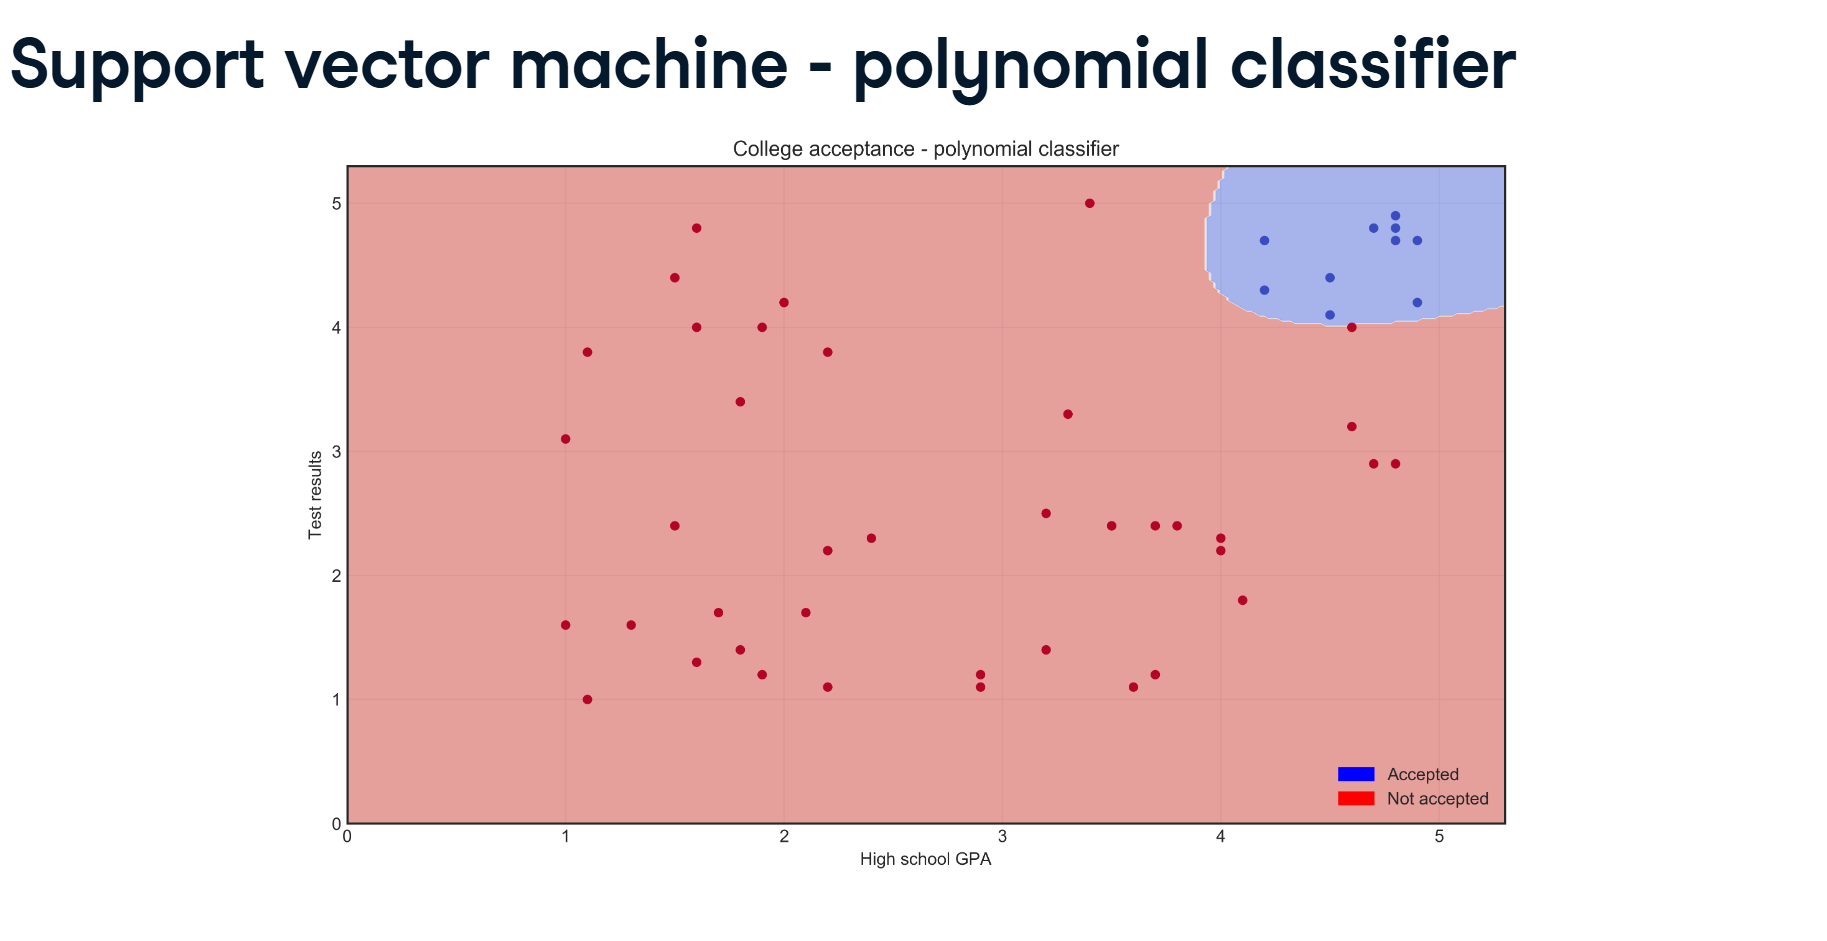 Support vector machine - polynomial classifier
College acceptance - polynomial classifier
5
4
3
2
1
0
Test results
0 1 2 3 4 5
High school GPA
Accepted
Not accepted